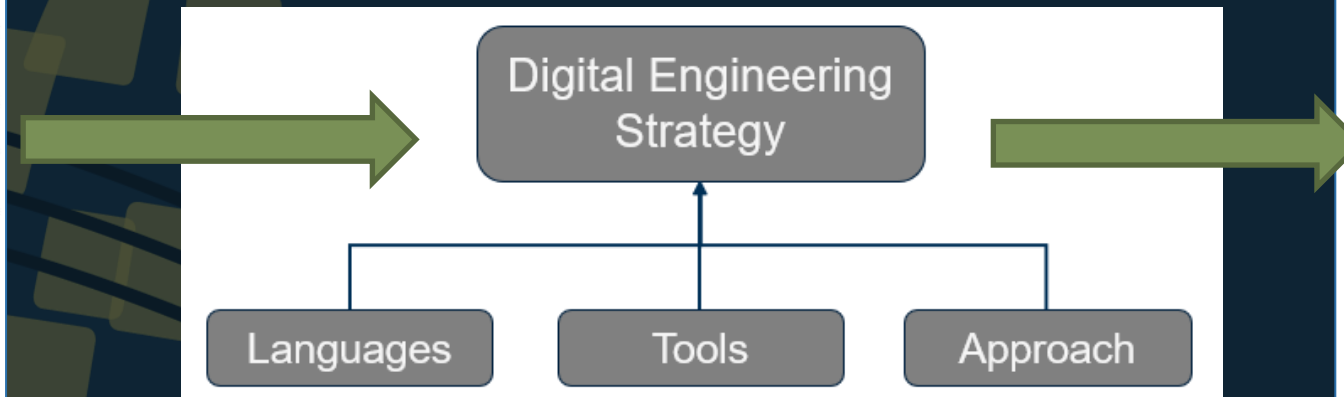 Digital Engineering
Strategy
Languages
Tools
Approach